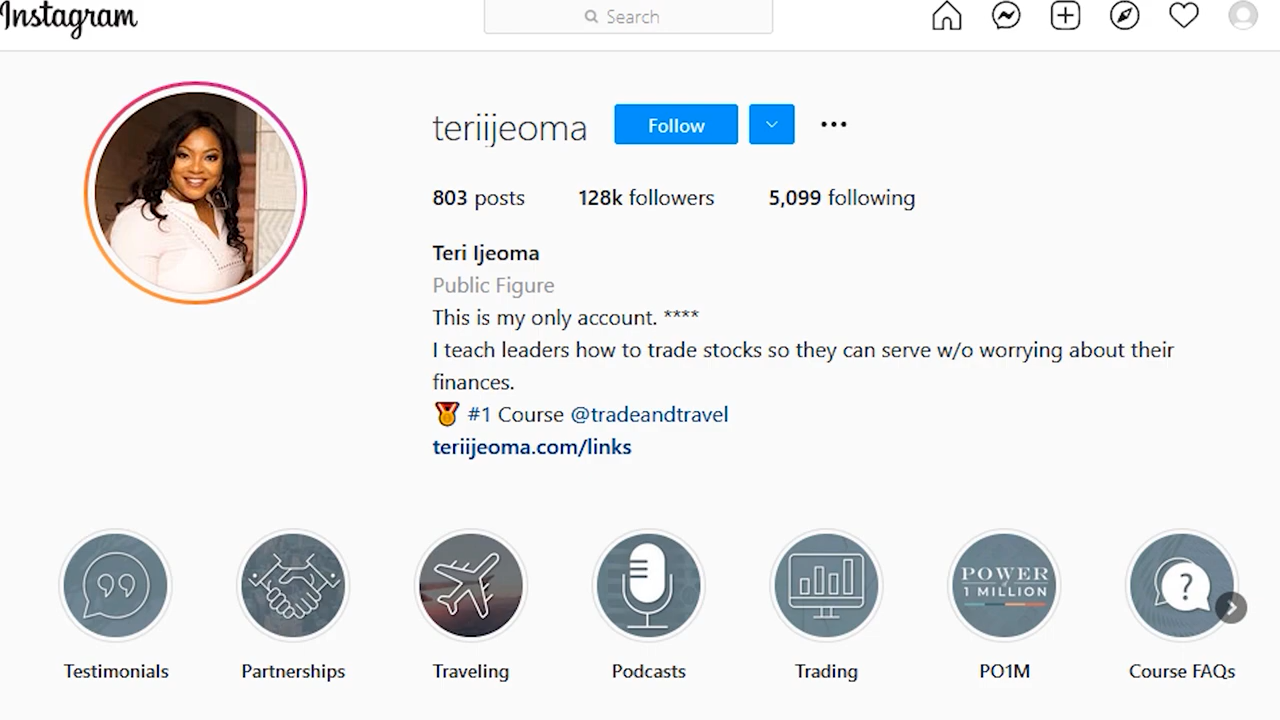 Instagram
Search
teriijeoma Follow
803 posts 128k followers 5,099 following
Teri Ijeoma
Public Figure
This is my only account. ****
I teach leaders how to trade stocks so they can serve w/o worrying about their
finances.
#1 Course @tradeandtravel
teriijeoma.com/links
POWER
OF
1 MILLION
Testimonials Partnerships Traveling Podcasts Trading PO1M Course FAQs